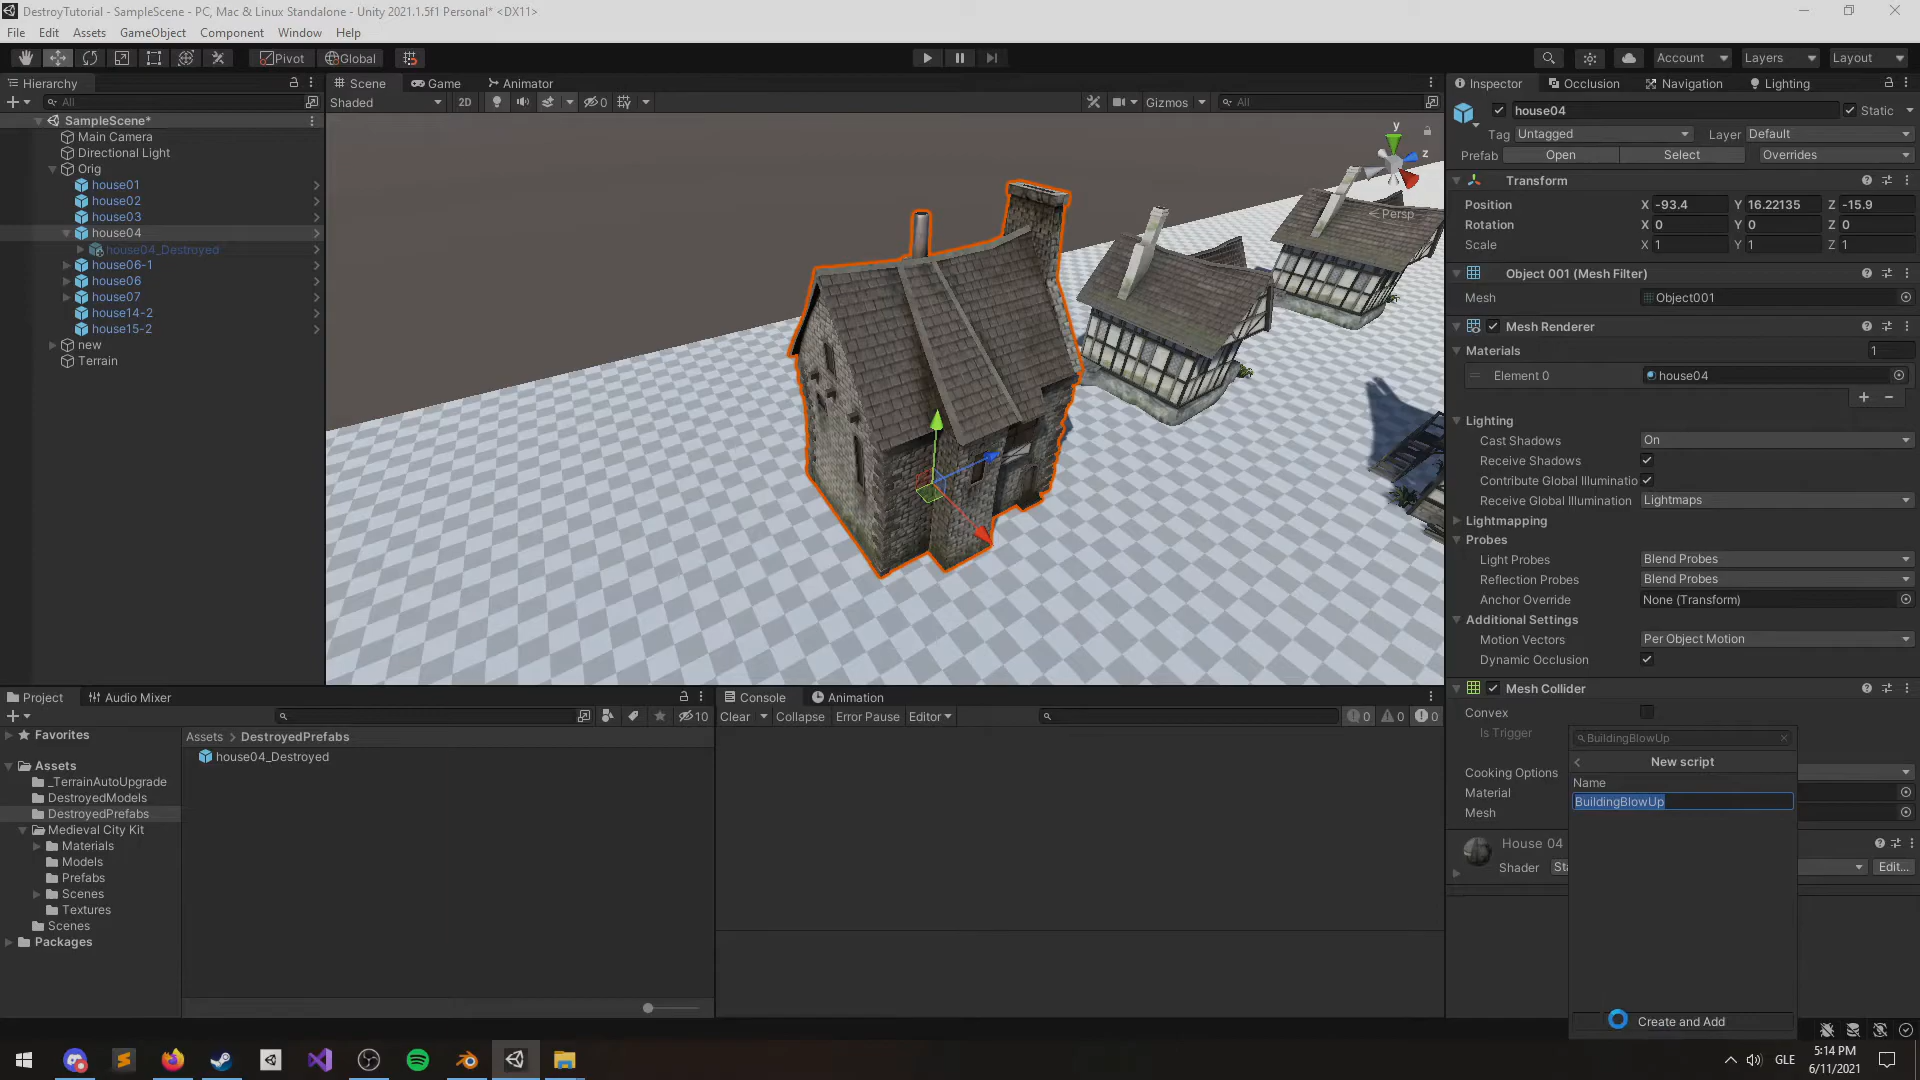 DestroyTutorial - SampleScene - PC, Mac & Linux Standalone - Unity 2021.1.5f1 Personal* <DX11>
File Edit Assets GameObject Component Window Help
Pivot Global Account Layers Layout
Hierarchy
All
SampleScene*
Main Camera
Directional Light
Orig
house01
house02
house03
house04
house04_Destroyed
house06-1
house06
house07
house14-2
house15-2
new
Terrain
Scene Game Animator
Shaded 2D 0 Gizmos All
y
z
Persp
Inspector Occlusion Navigation Lighting
house04 Static
Tag Untagged Layer Default
Prefab Open Select Overrides
Transform
Position X -93.4 Y 16.22135 Z -15.9
Rotation X 0 Y 0 Z 0
Scale X 1 Y 1 Z 1
Object 001 (Mesh Filter)
Mesh Object001
Mesh Renderer
Materials 1
Element 0 house04
Lighting
Cast Shadows On
Receive Shadows
Contribute Global Illuminatio
Receive Global Illumination Lightmaps
Lightmapping
Probes
Light Probes Blend Probes
Reflection Probes Blend Probes
Anchor Override None (Transform)
Additional Settings
Motion Vectors Per Object Motion
Dynamic Occlusion
Mesh Collider
Convex
Is Trigger
Cooking Options
Material
Mesh
House 04
Shader Sta Edit...
BuildingBlowUp
New script
Name
BuildingBlowUp
Create and Add
Project Audio Mixer
10
Favorites
Assets
_TerrainAutoUpgrade
DestroyedModels
DestroyedPrefabs
Medieval City Kit
Materials
Models
Prefabs
Scenes
Textures
Scenes
Packages
Assets > DestroyedPrefabs
house04_Destroyed
Console Animation
Clear Collapse Error Pause Editor 0 0 0
GLE
5:14 PM
6/11/2021